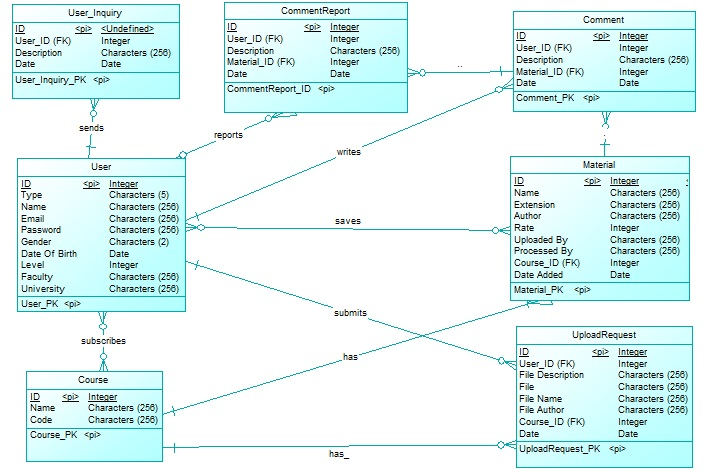 User_Inquiry
ID <pi> <Undefined>
User_ID (FK) Integer
Description Characters (256)
Date Date
User_Inquiry_PK <pi>
CommentReport
ID <pi> Integer
User_ID (FK) Integer
Description Characters (256)
Material_ID (FK) Integer
Date Date
CommentReport_ID <pi>
Comment
ID <pi> Integer
User_ID (FK) Integer
Description Characters (256)
Material_ID (FK) Integer
Date Date
Comment_PK <pi>
sends
reports
writes
User
ID <pi> Integer
Type Characters (5)
Name Characters (256)
Email Characters (256)
Password Characters (256)
Gender Characters (2)
Date Of Birth Date
Level Integer
Faculty Characters (256)
University Characters (256)
User_PK <pi>
saves
Material
ID <pi> Integer
Name Characters (256)
Extension Characters (256)
Author Characters (256)
Rate Integer
Uploaded By Characters (256)
Processed By Characters (256)
Course_ID (FK) Integer
Date Added Date
Material_PK <pi>
submits
subscribes
has
Course
ID <pi> Integer
Name Characters (256)
Code Characters (256)
Course_PK <pi>
has_
UploadRequest
ID <pi> Integer
User_ID (FK) Integer
File Description Characters (256)
File Characters (256)
File Name Characters (256)
File Author Characters (256)
Course_ID (FK) Integer
Date Date
UploadRequest_PK <pi>